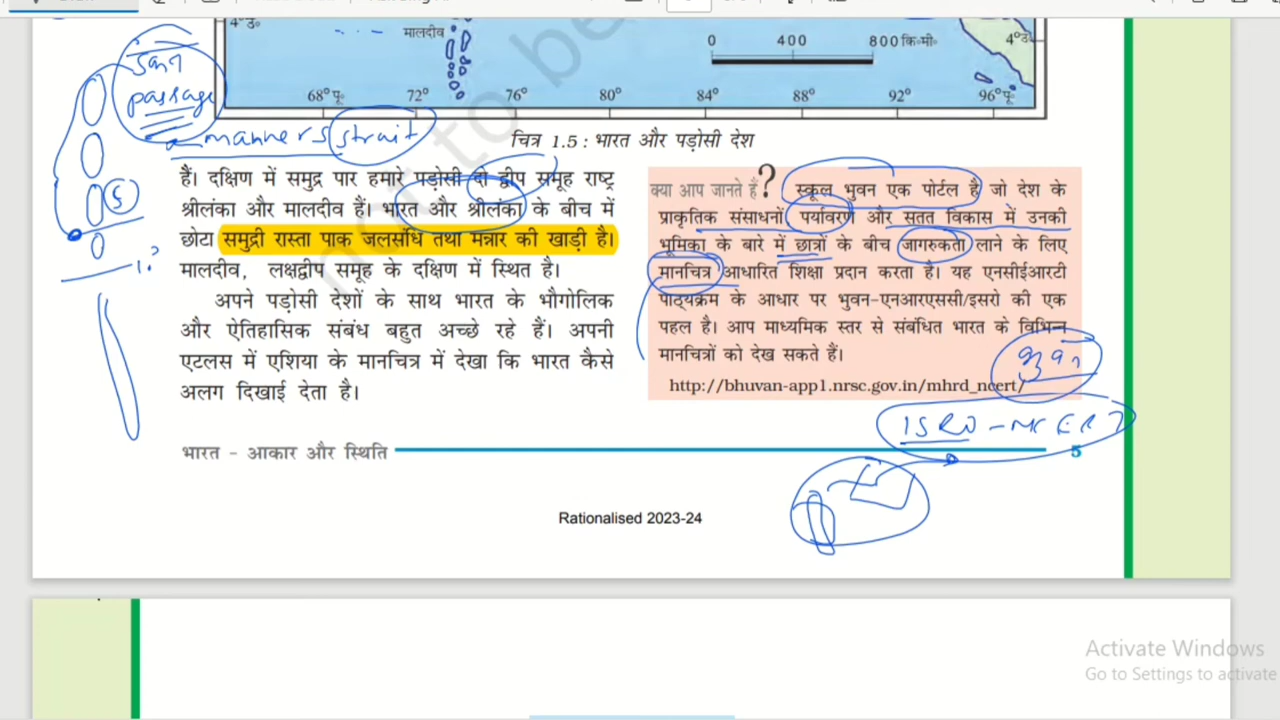 4° उ॰
मालदीव
0 400 800 कि॰मी॰
4°उ॰
68° पू॰ 72° 76° 80° 84° 88° 92° 96° पू॰
passage
manners strait
चित्र 1.5 : भारत और पड़ोसी देश
हैं। दक्षिण में समुद्र पार हमारे पड़ोसी दो द्वीप समूह राष्ट्र
श्रीलंका और मालदीव हैं। भारत और श्रीलंका के बीच में
छोटा समुद्री रास्ता पाक जलसंधि तथा मन्नार की खाड़ी है।
मालदीव, लक्षद्वीप समूह के दक्षिण में स्थित है।
अपने पड़ोसी देशों के साथ भारत के भौगोलिक
और ऐतिहासिक संबंध बहुत अच्छे रहे हैं। अपनी
एटलस में एशिया के मानचित्र में देखा कि भारत कैसे
अलग दिखाई देता है।
क्या आप जानते हैं? स्कूल भुवन एक पोर्टल है जो देश के
प्राकृतिक संसाधनों पर्यावरण और सतत विकास में उनकी
भूमिका के बारे में छात्रों के बीच जागरुकता लाने के लिए
मानचित्र आधारित शिक्षा प्रदान करता है। यह एनसीईआरटी
पाठ्यक्रम के आधार पर भुवन-एनआरएससी/इसरो की एक
पहल है। आप माध्यमिक स्तर से संबंधित भारत के विभिन्न
मानचित्रों को देख सकते हैं।
भुवन
http://bhuvan-app1.nrsc.gov.in/mhrd_ncert/
ISRO - NCERT
भारत - आकार और स्थिति
5
Rationalised 2023-24
not to be
Activate Windows
Go to Settings to activate